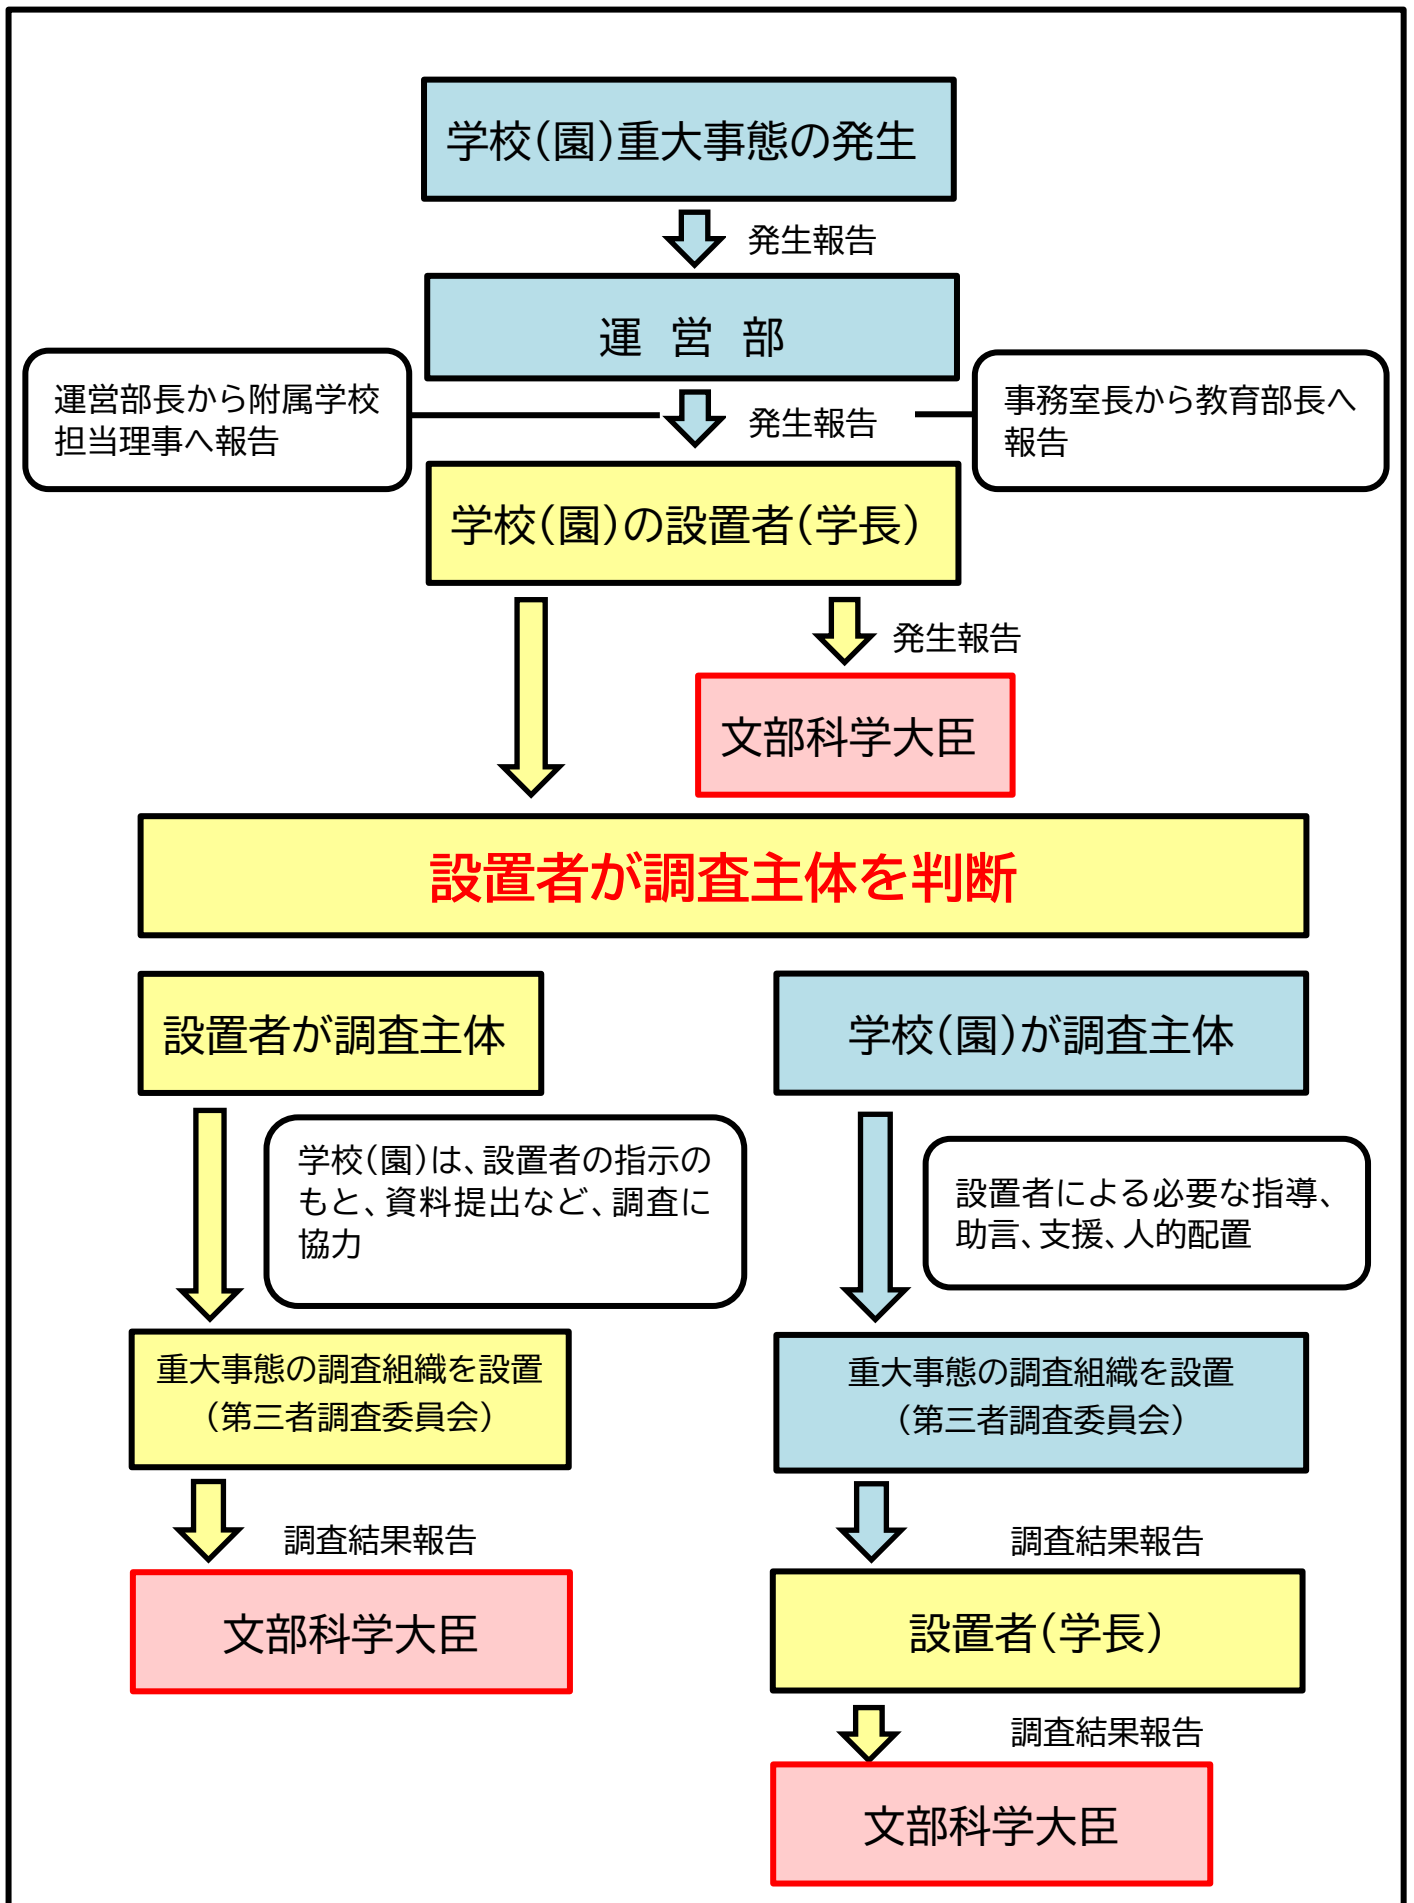 学校（園）重大事態の発生
発生報告
運　営　部
運営部長から附属学校
担当理事へ報告
発生報告
事務室長から教育部長へ
報告
学校（園）の設置者（学長）
発生報告
文部科学大臣
設置者が調査主体を判断
設置者が調査主体
学校（園）が調査主体
学校（園）は、設置者の指示の
もと、資料提出など、調査に
協力
設置者による必要な指導、
助言、支援、人的配置
重大事態の調査組織を設置
（第三者調査委員会）
重大事態の調査組織を設置
（第三者調査委員会）
調査結果報告
調査結果報告
文部科学大臣
設置者（学長）
調査結果報告
文部科学大臣